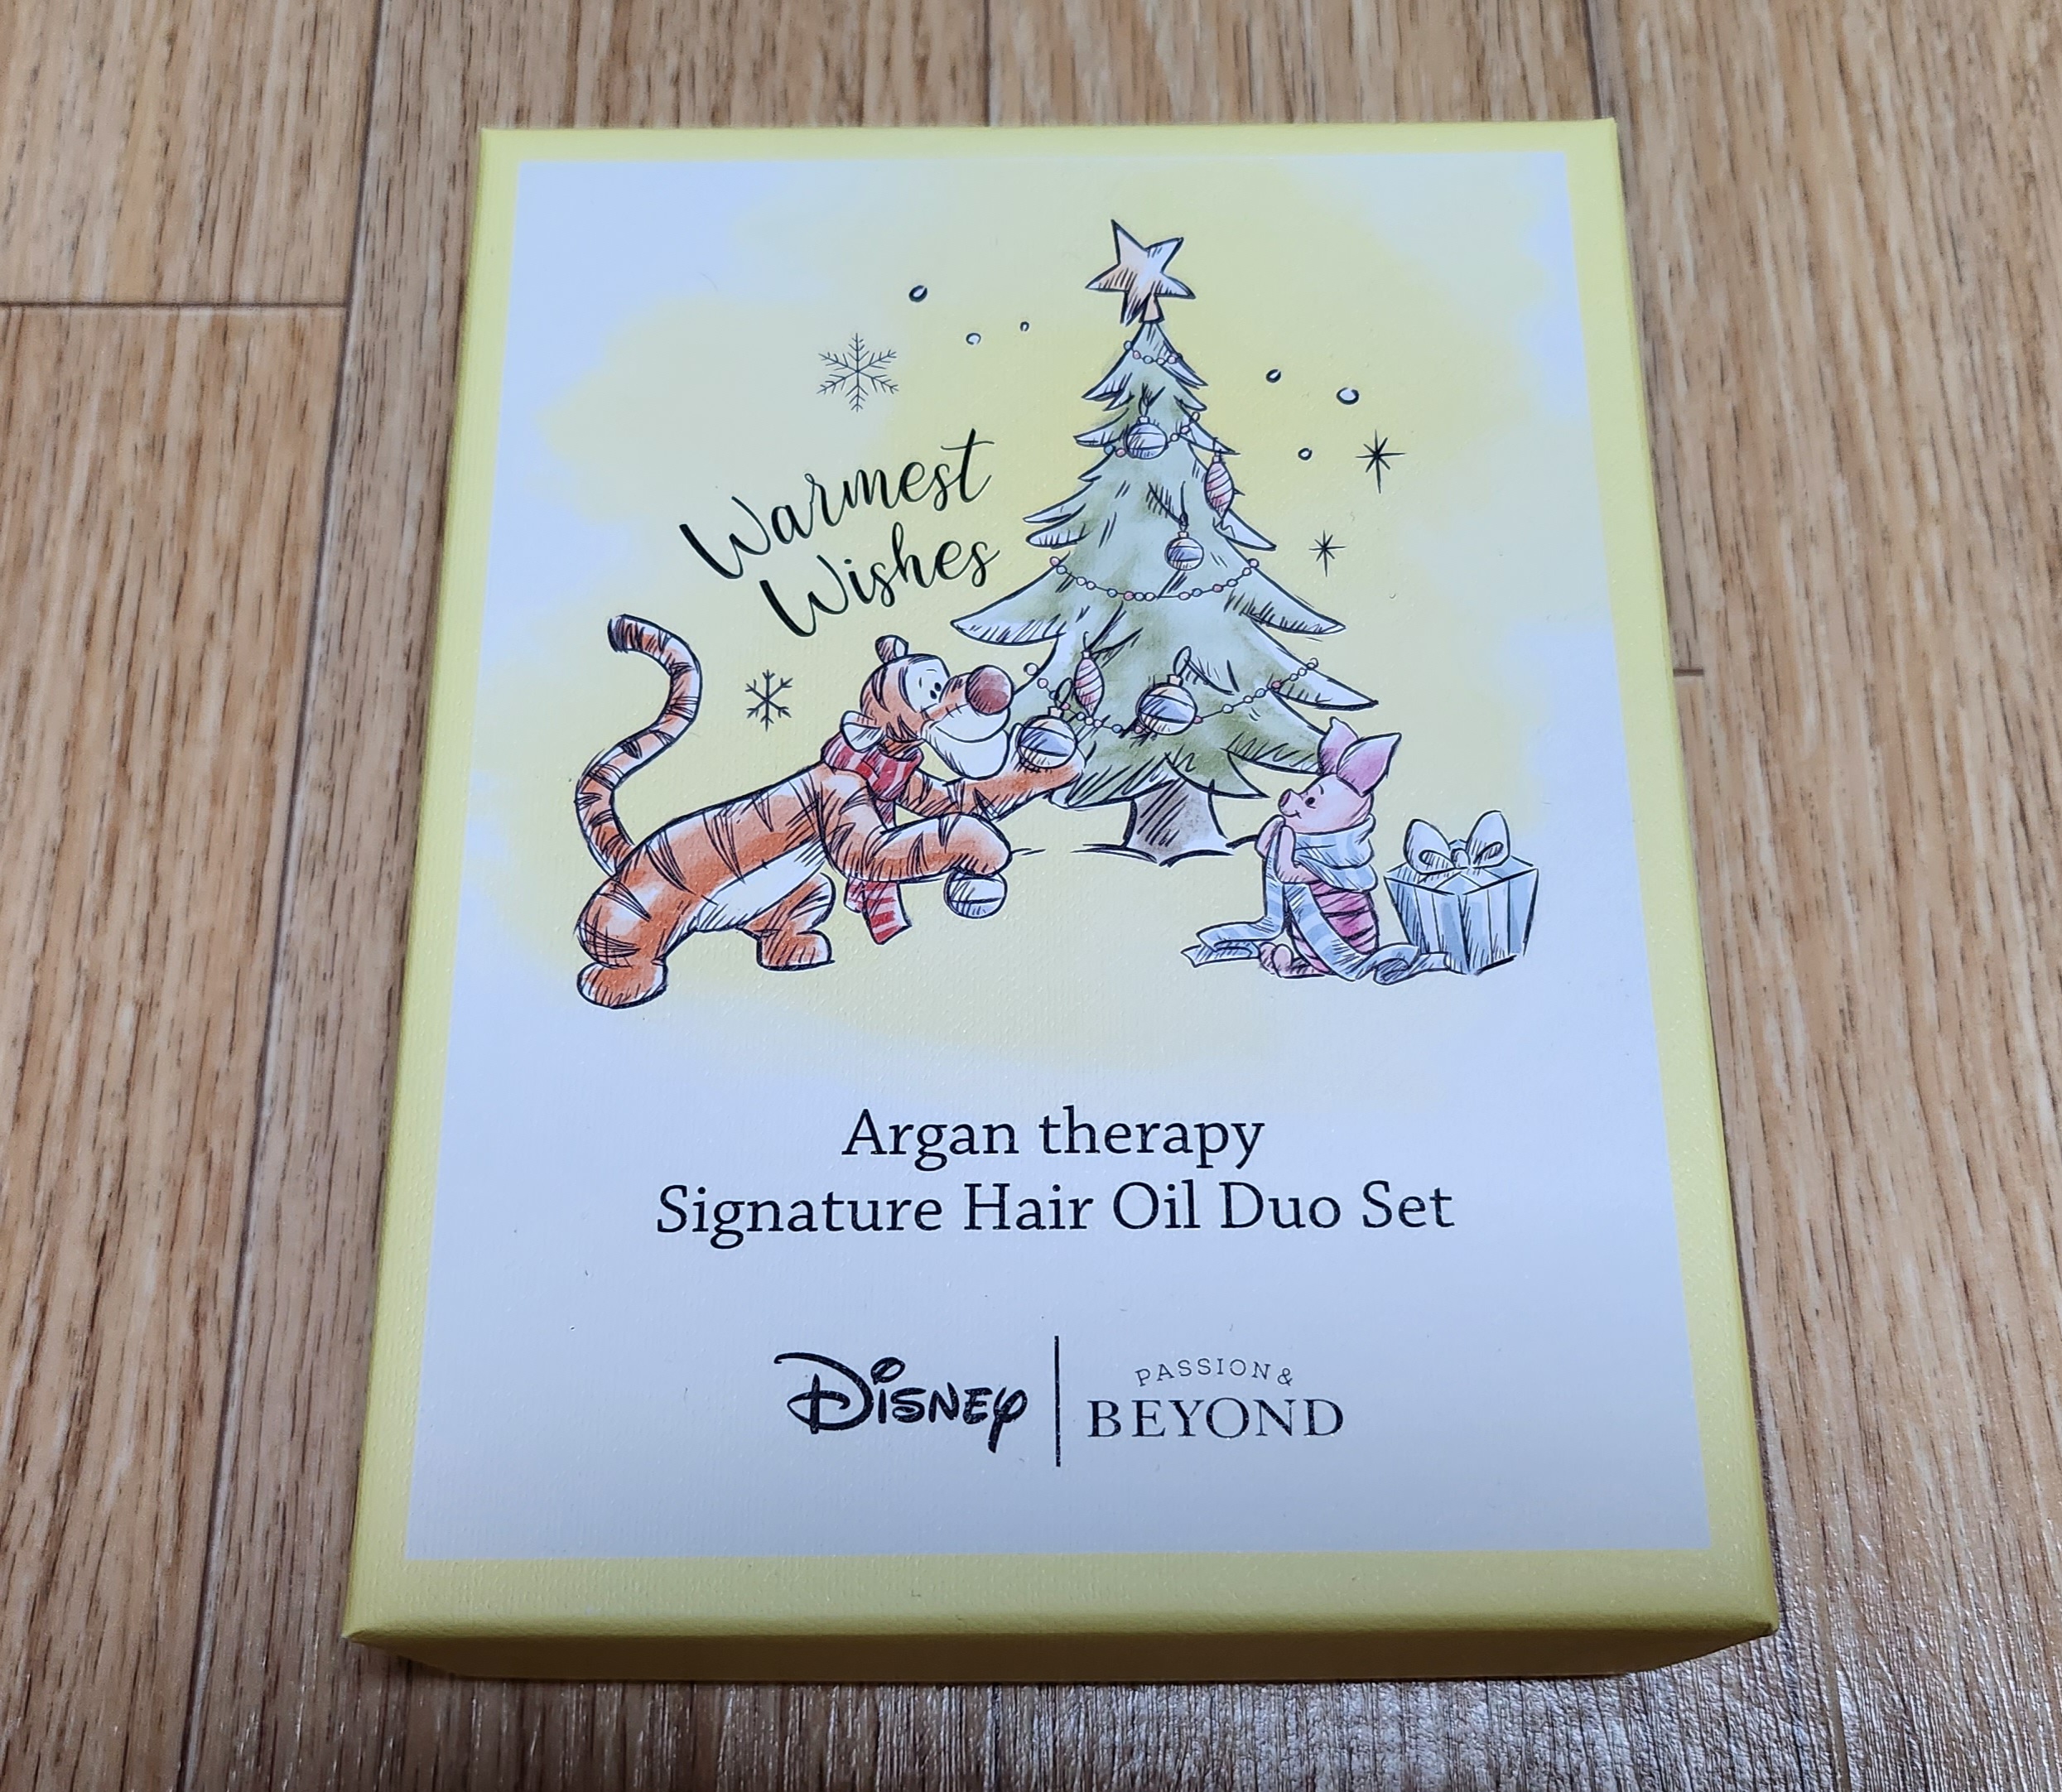 Warmest
Wishes
Argan therapy
Signature Hair Oil Duo Set
Disney
PASSION &
BEYOND